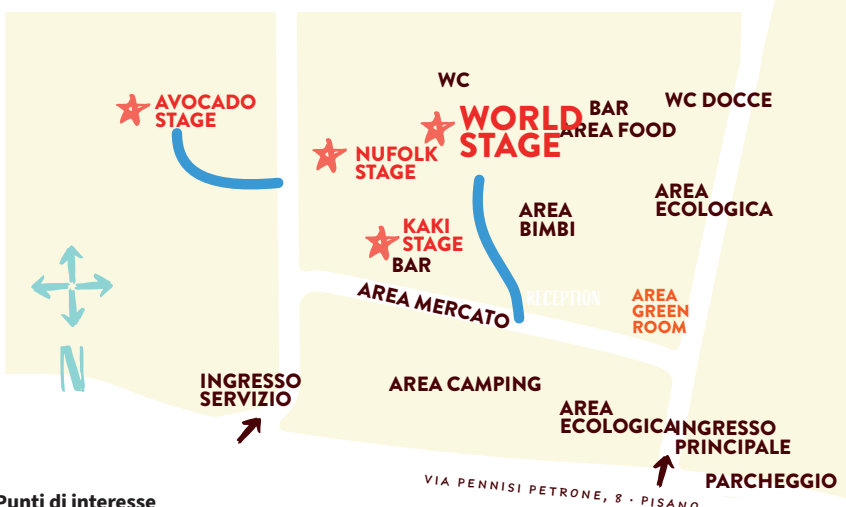 WC
AVOCADO
STAGE
WORLD
STAGE
BAR
AREA FOOD
WC DOCCE
NUFOLK
STAGE
AREA
ECOLOGICA
AREA
BIMBI
KAKI
STAGE
BAR
AREA MERCATO
RECEPTION
AREA
GREEN
ROOM
N
INGRESSO
SERVIZIO
AREA CAMPING
AREA
ECOLOGICA
INGRESSO
PRINCIPALE
PARCHEGGIO
VIA PENNISI PETRONE, 8 · PISANO
Punti di interesse